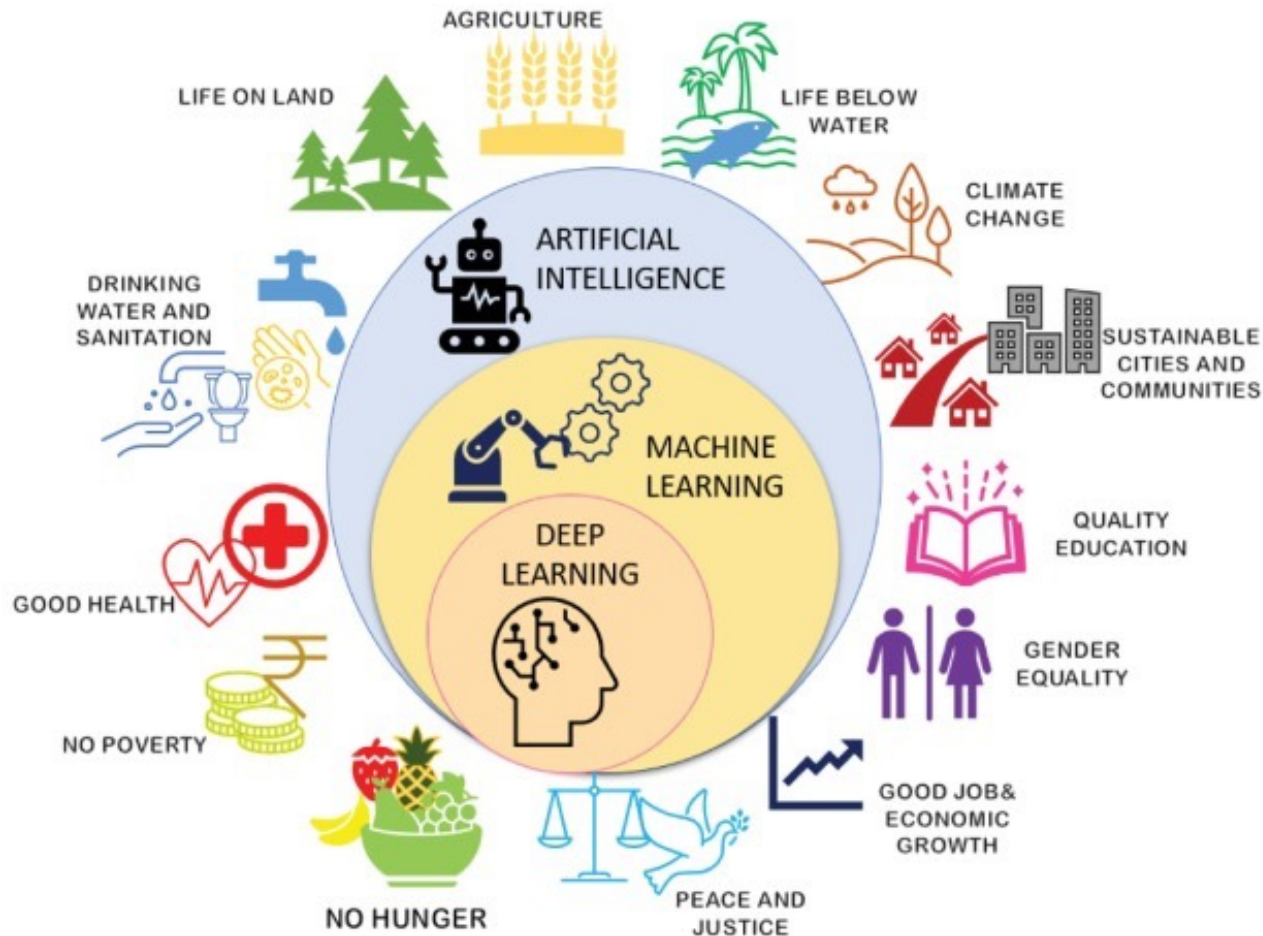 AGRICULTURE
LIFE ON LAND
LIFE BELOW
WATER
CLIMATE
CHANGE
ARTIFICIAL
INTELLIGENCE
DRINKING
WATER AND
SANITATION
SUSTAINABLE
CITIES AND
COMMUNITIES
MACHINE
LEARNING
QUALITY
EDUCATION
DEEP
LEARNING
GOOD HEALTH
GENDER
EQUALITY
NO POVERTY
GOOD JOB&
ECONOMIC
GROWTH
NO HUNGER
PEACE AND
JUSTICE